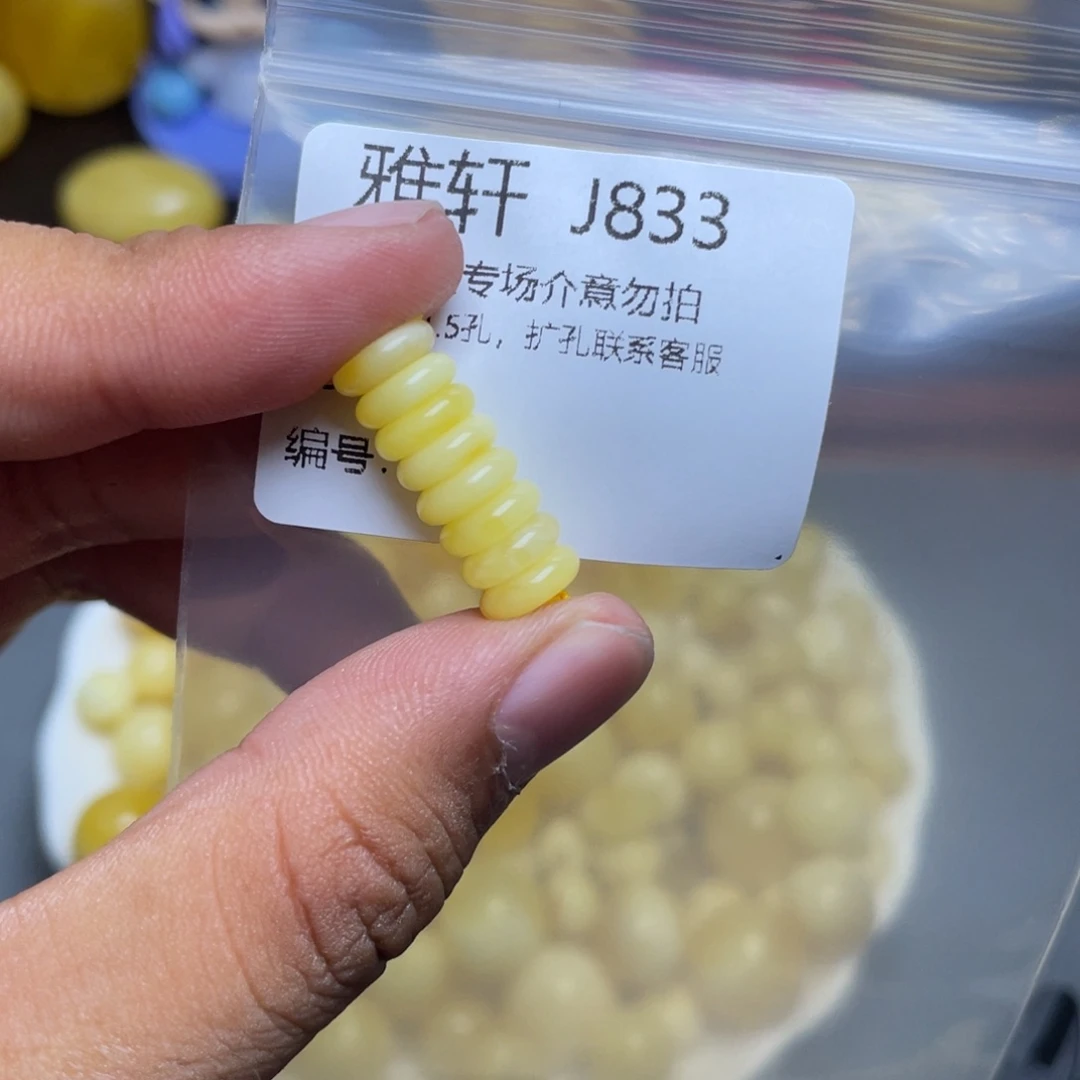 雅轩 J833
专场介意勿拍
.5孔，扩孔联系客服
编号: